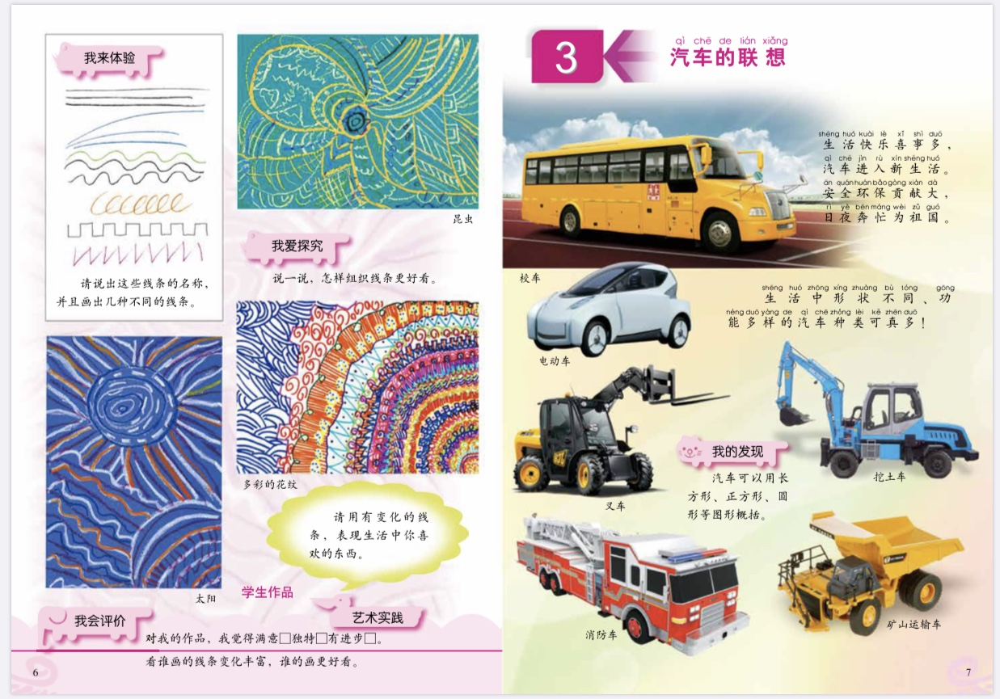 我来体验
请说出这些线条的名称，
并且画出几种不同的线条。
昆虫
我爱探究
说一说，怎样组织线条更好看。
多彩的花纹
请用有变化的线
条，表现生活中你喜
欢的东西。
太阳
学生作品
我会评价
艺术实践
对我的作品，我觉得满意□独特□有进步□。
看谁画的线条变化丰富，谁的画更好看。
6
3
qì chē de lián xiǎng
汽车的联想
shēng huó kuài lè xǐ shì duō
生活快乐喜事多，
qì chē jìn rù xīn shēng huó
汽车进入新生活。
ān quán huán bǎo gòng xiàn dà
安全环保贡献大，
rì yè bēn máng wèi zǔ guó
日夜奔忙为祖国。
校车
shēng huó zhōng xíng zhuàng bù tóng gōng
生活中形状不同、功
néng duō yàng de qì chē zhǒng lèi kě zhēn duō
能多样的汽车种类可真多！
电动车
我的发现
汽车可以用长
方形、正方形、圆
形等图形概括。
挖土车
叉车
消防车
矿山运输车
7